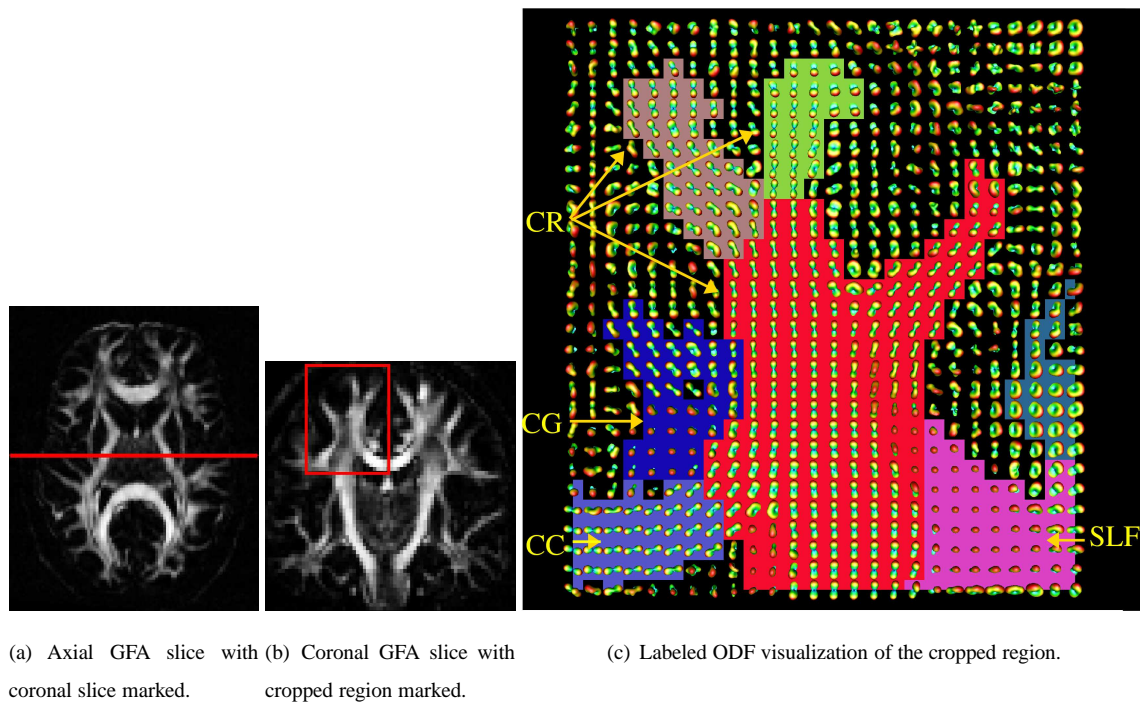 CR
CG
CC
SLF
(a) Axial GFA slice with
coronal slice marked.
(b) Coronal GFA slice with
cropped region marked.
(c) Labeled ODF visualization of the cropped region.